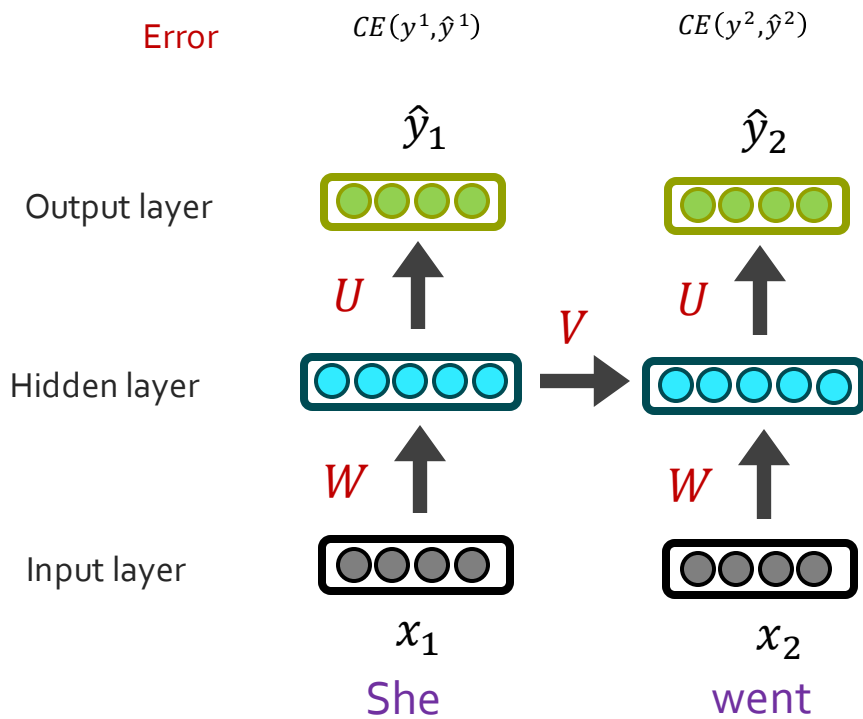 Error CE(y¹,ŷ¹) CE(y²,ŷ²)
ŷ₁ ŷ₂
Output layer
U V U
Hidden layer
W W
Input layer
x₁ x₂
She went